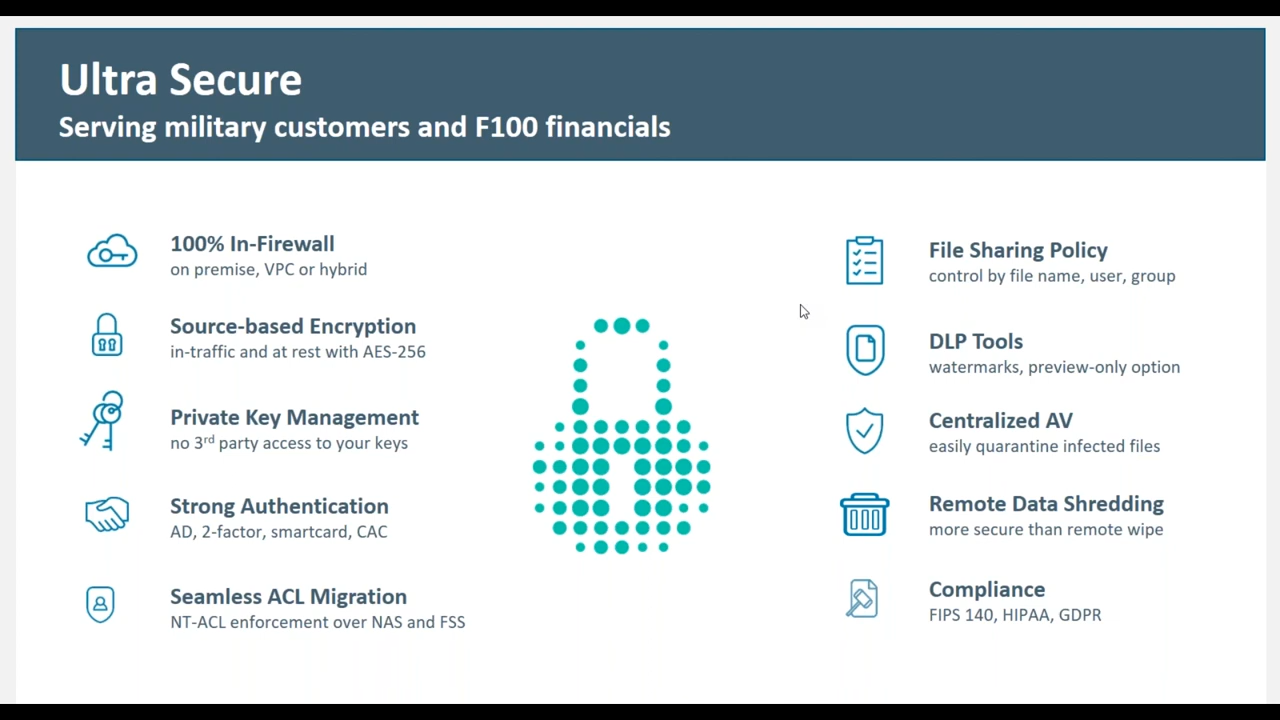 Ultra Secure
Serving military customers and F100 financials
100% In-Firewall
on premise, VPC or hybrid
Source-based Encryption
in-traffic and at rest with AES-256
Private Key Management
no 3rd party access to your keys
Strong Authentication
AD, 2-factor, smartcard, CAC
Seamless ACL Migration
NT-ACL enforcement over NAS and FSS
File Sharing Policy
control by file name, user, group
DLP Tools
watermarks, preview-only option
Centralized AV
easily quarantine infected files
Remote Data Shredding
more secure than remote wipe
Compliance
FIPS 140, HIPAA, GDPR